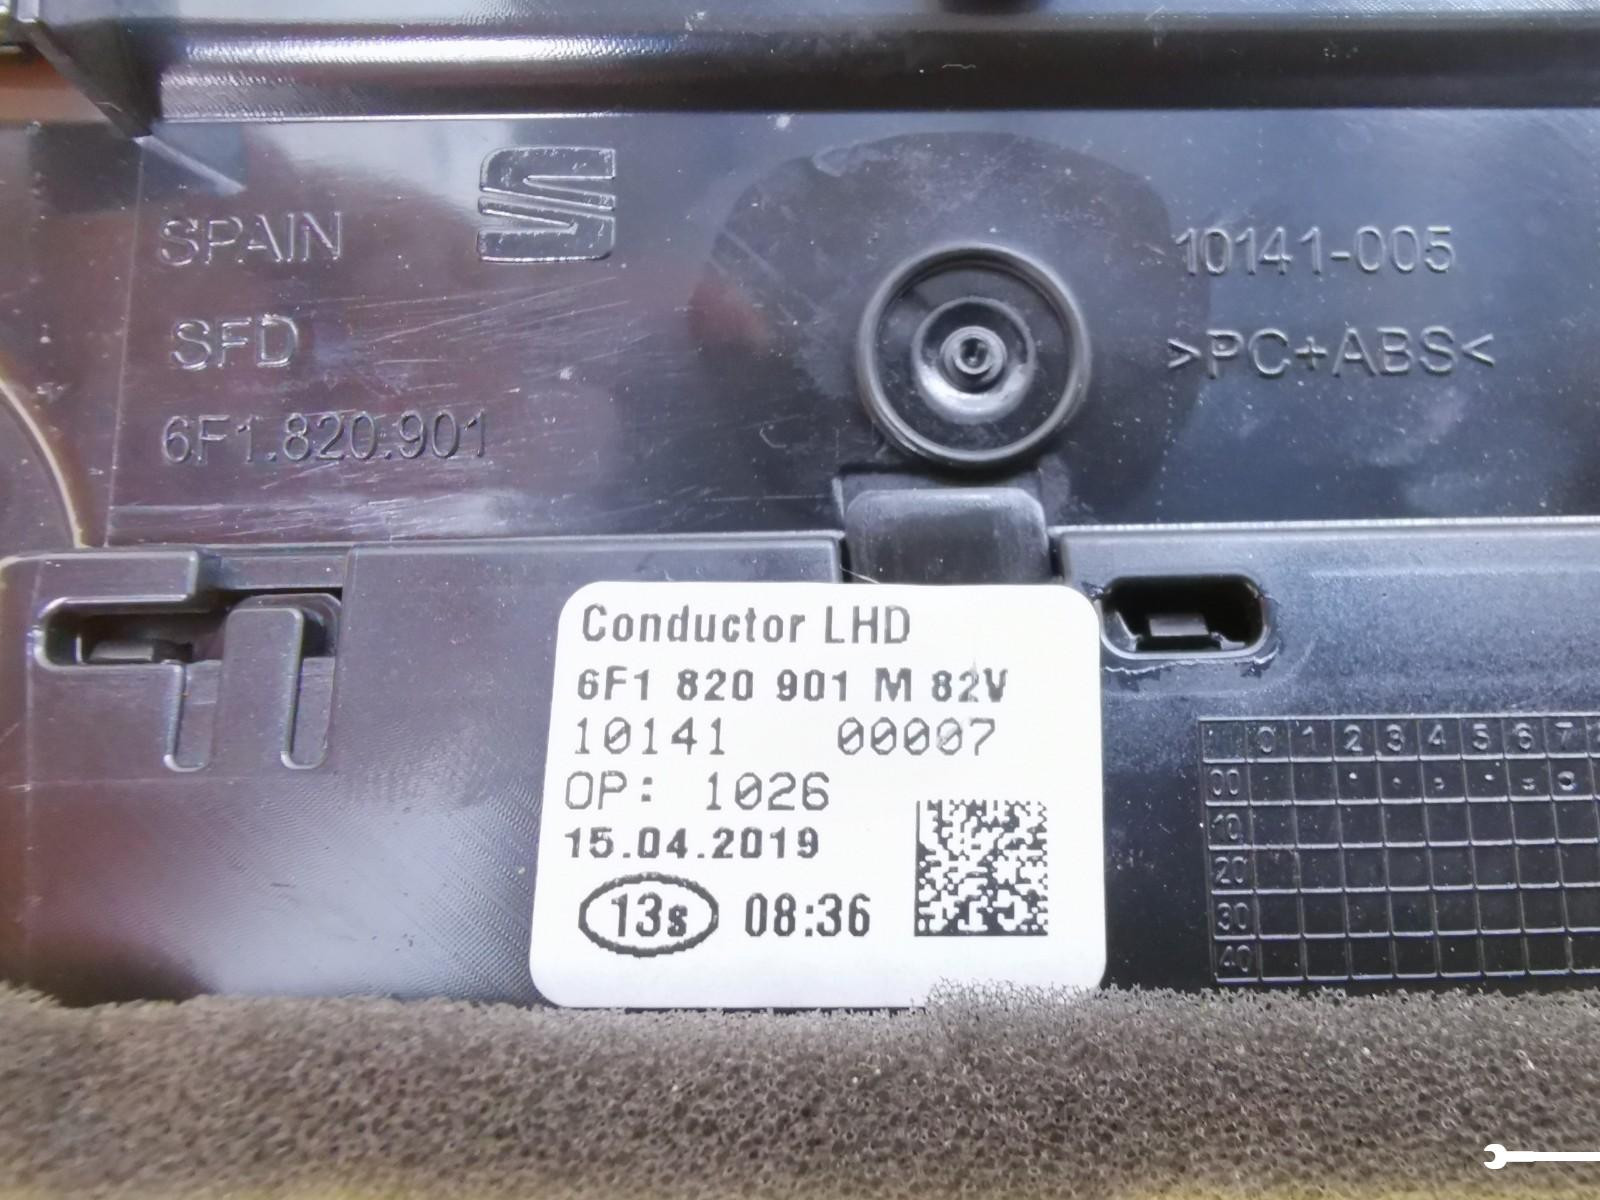 SPAIN
SFD
6F1.820.901
10141-005
>PC+ABS<
Conductor LHD
6F1 820 901 M 82V
10141 00007
OP: 1026
15.04.2019
13s 08:36
0 1 2 3 4 5 6 7
00
10
20
30
40